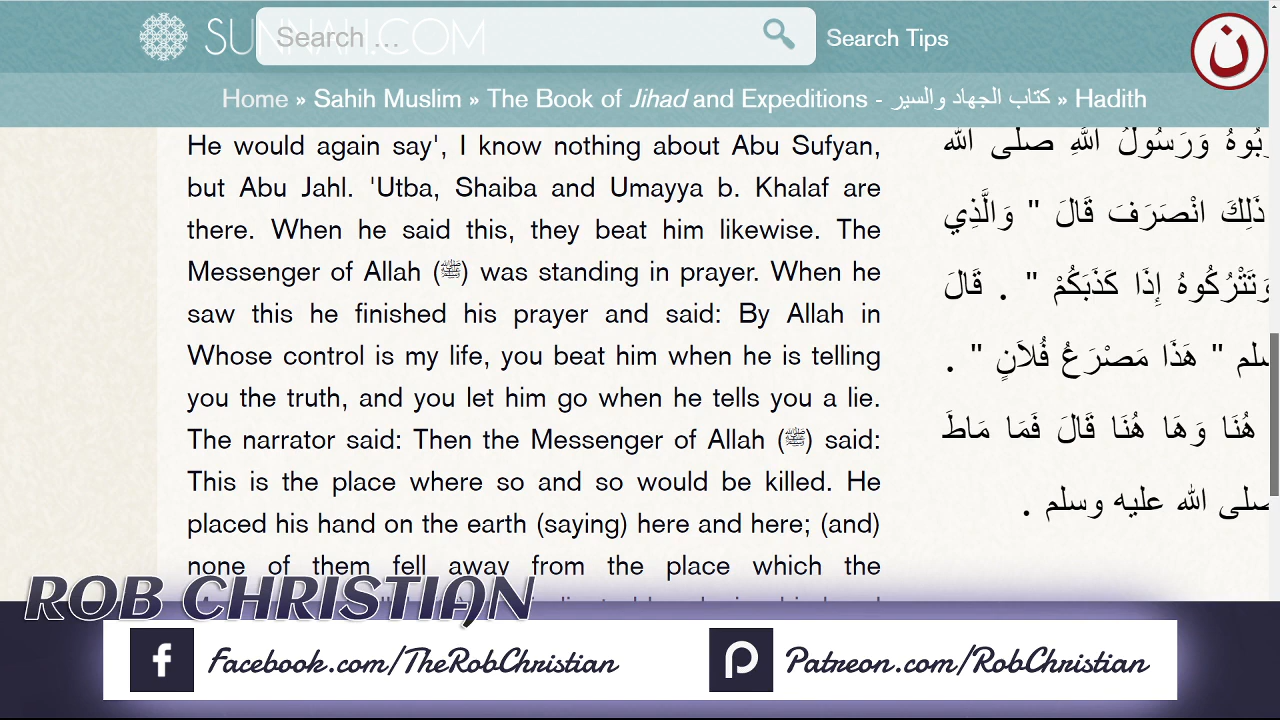 SUNNAH.COM
Search ...
Search Tips
ن
Home » Sahih Muslim » The Book of Jihad and Expeditions - كتاب الجهاد والسير » Hadith
He would again say', I know nothing about Abu Sufyan,
but Abu Jahl. 'Utba, Shaiba and Umayya b. Khalaf are
there. When he said this, they beat him likewise. The
Messenger of Allah (ﷺ) was standing in prayer. When he
saw this he finished his prayer and said: By Allah in
Whose control is my life, you beat him when he is telling
you the truth, and you let him go when he tells you a lie.
The narrator said: Then the Messenger of Allah (ﷺ) said:
This is the place where so and so would be killed. He
placed his hand on the earth (saying) here and here; (and)
none of them fell away from the place which the
وَرَسُولُ اللَّهِ صلى الله
ذَلِكَ انْصَرَفَ قَالَ " وَالَّذِي
وَتَتْرُكُوهُ إِذَا كَذَبَكُمْ " . قَالَ
" هَذَا مَصْرَعُ فُلاَنٍ " .
هُنَا وَهَا هُنَا قَالَ فَمَا مَاطَ
صلى الله عليه وسلم .
ROB CHRISTIAN
Facebook.com/TheRobChristian
Patreon.com/RobChristian